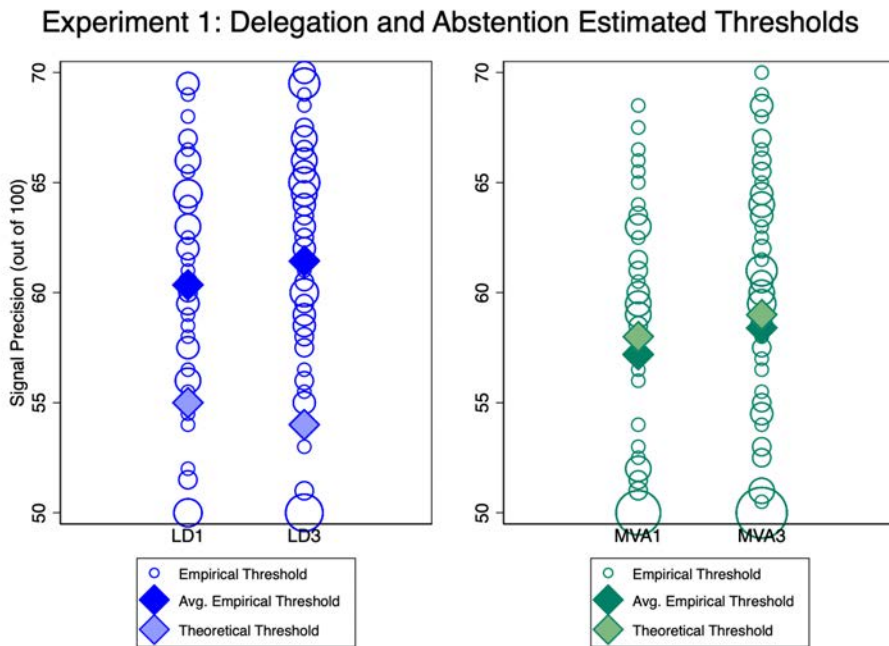 Experiment 1: Delegation and Abstention Estimated Thresholds
Signal Precision (out of 100)
70
65
60
55
50
LD1 LD3
Empirical Threshold
Avg. Empirical Threshold
Theoretical Threshold
70
65
60
55
50
MVA1 MVA3
Empirical Threshold
Avg. Empirical Threshold
Theoretical Threshold